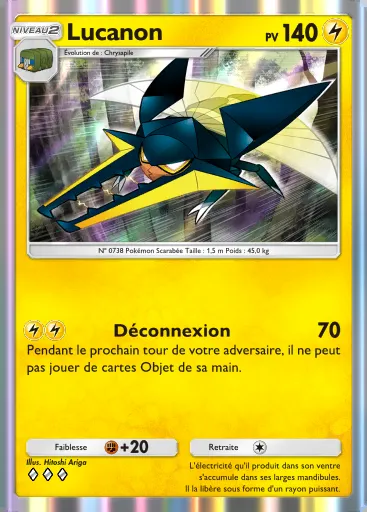 NIVEAU2
Lucanon
PV 140
Évolution de : Chrysapile
N° 0738 Pokémon Scarabée Taille : 1,5 m Poids : 45,0 kg
Déconnexion 70
Pendant le prochain tour de votre adversaire, il ne peut
pas jouer de cartes Objet de sa main.
Faiblesse +20
Retraite
Illus. Hitoshi Ariga
L'électricité qu'il produit dans son ventre
s'accumule dans ses larges mandibules.
Il la libère sous forme d'un rayon puissant.